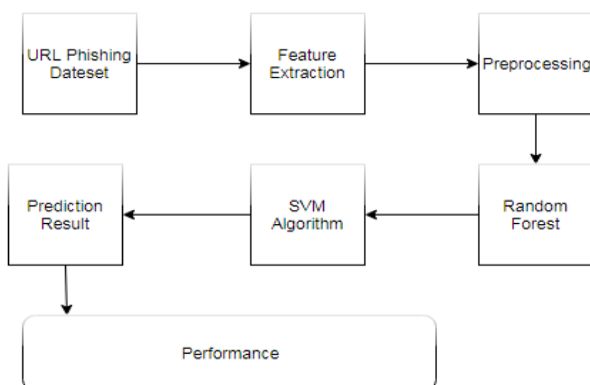 URL Phishing
Dateset
Feature
Extraction
Preprocessing
Random
Forest
SVM
Algorithm
Prediction
Result
Performance